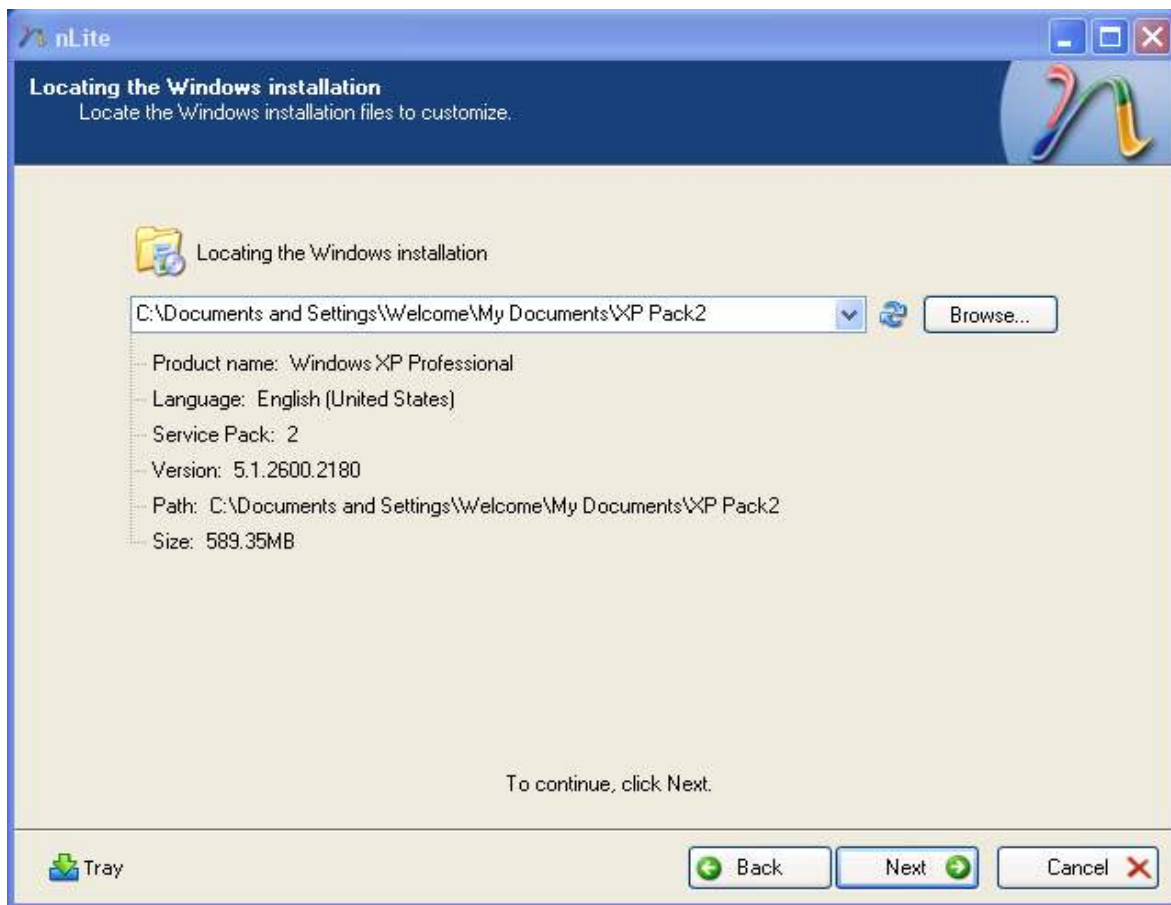 nLite
Locating the Windows installation
Locate the Windows installation files to customize.
Locating the Windows installation
C:\Documents and Settings\Welcome\My Documents\XP Pack2
Browse...
Product name: Windows XP Professional
Language: English (United States)
Service Pack: 2
Version: 5.1.2600.2180
Path: C:\Documents and Settings\Welcome\My Documents\XP Pack2
Size: 589.35MB
To continue, click Next.
Tray
Back
Next
Cancel